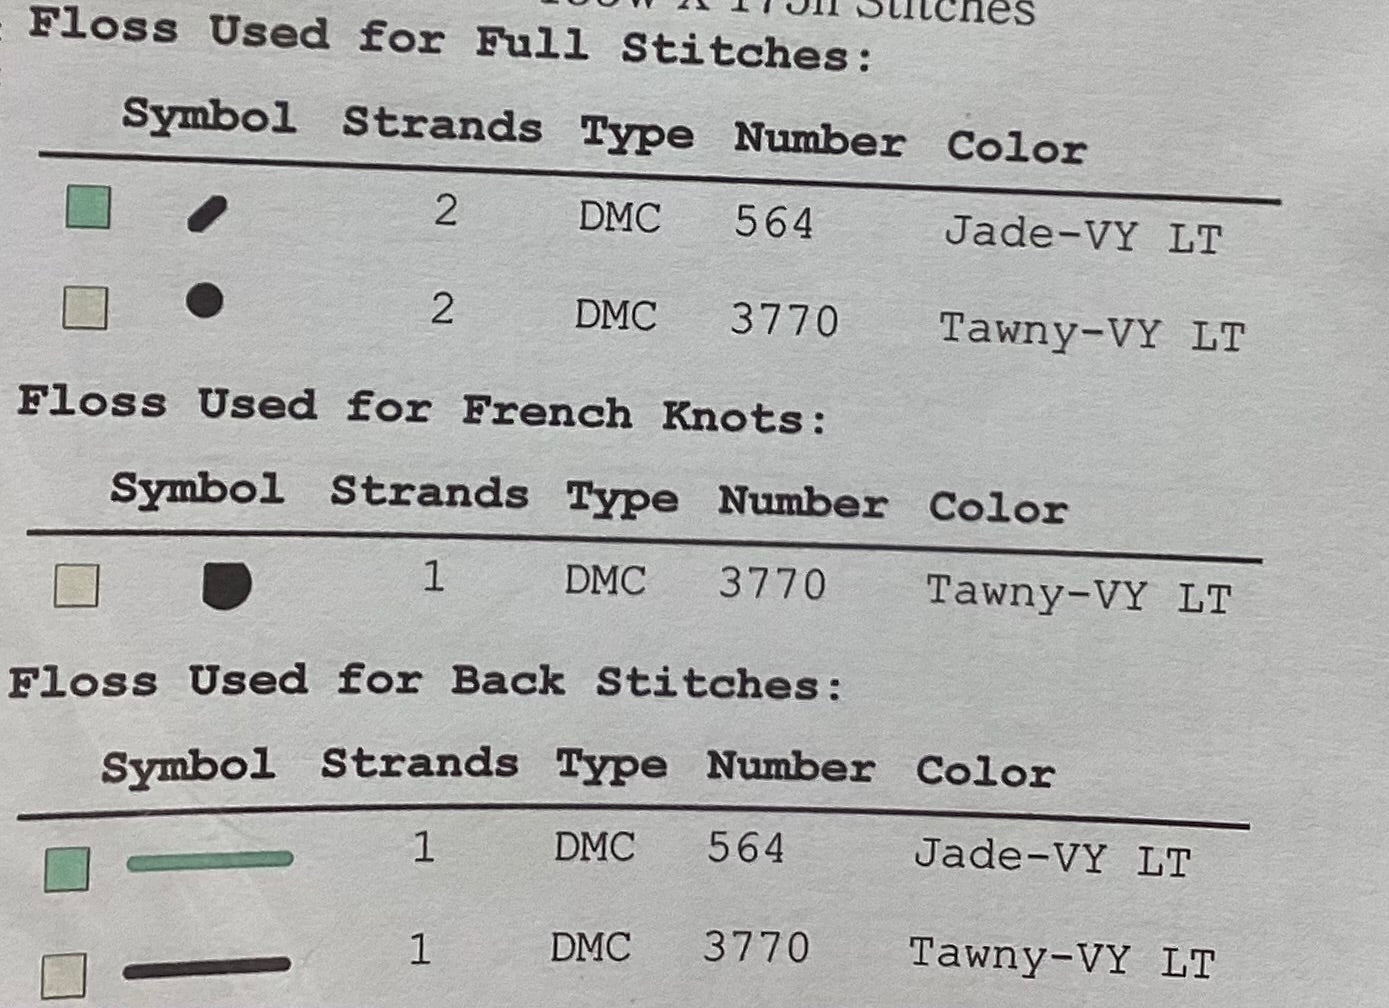 Stitches
Floss Used for Full Stitches:
Symbol Strands Type Number Color
2 DMC 564 Jade-VY LT
2 DMC 3770 Tawny-VY LT
Floss Used for French Knots:
Symbol Strands Type Number Color
1 DMC 3770 Tawny-VY LT
Floss Used for Back Stitches:
Symbol Strands Type Number Color
1 DMC 564 Jade-VY LT
1 DMC 3770 Tawny-VY LT